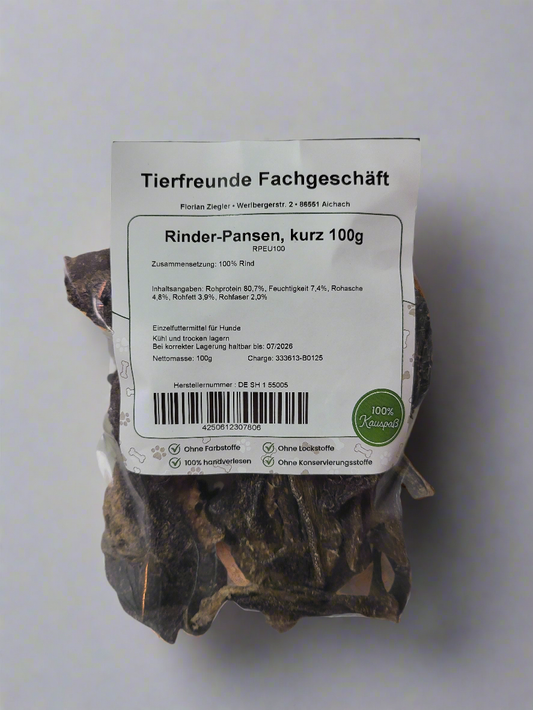 Tierfreunde Fachgeschäft
Florian Ziegler • Werlbergerstr. 2 • 86551 Aichach
Rinder-Pansen, kurz 100g
RPEU100
Zusammensetzung: 100% Rind
Inhaltsangaben: Rohprotein 80,7%, Feuchtigkeit 7,4%, Rohasche
4,8%, Rohfett 3,9%, Rohfaser 2,0%
Einzelfuttermittel für Hunde
Kühl und trocken lagern
Bei korrekter Lagerung haltbar bis: 07/2026
Nettomasse: 100g Charge: 333613-B0125
Herstellernummer : DE SH 1 55005
4250612307806
100%
Kauspaß
Ohne Farbstoffe
Ohne Lockstoffe
100% handverlesen
Ohne Konservierungsstoffe